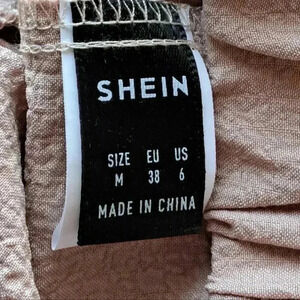 SHEIN
SIZE EU US
M 38 6
MADE IN CHINA